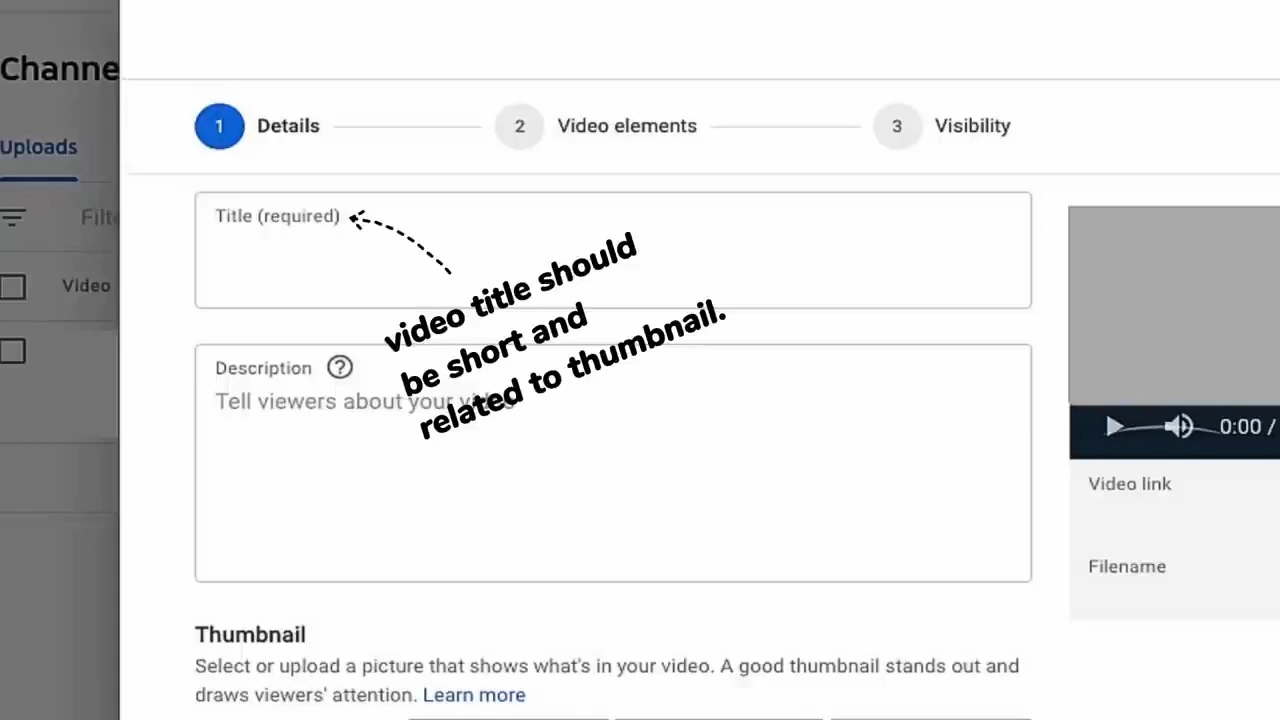 Channe
1 Details 2 Video elements 3 Visibility
Uploads
Title (required)
Filte
video title should
be short and
related to thumbnail.
Video
Description ?
Tell viewers about your
0:00 /
Video link
Filename
Thumbnail
Select or upload a picture that shows what's in your video. A good thumbnail stands out and
draws viewers' attention. Learn more